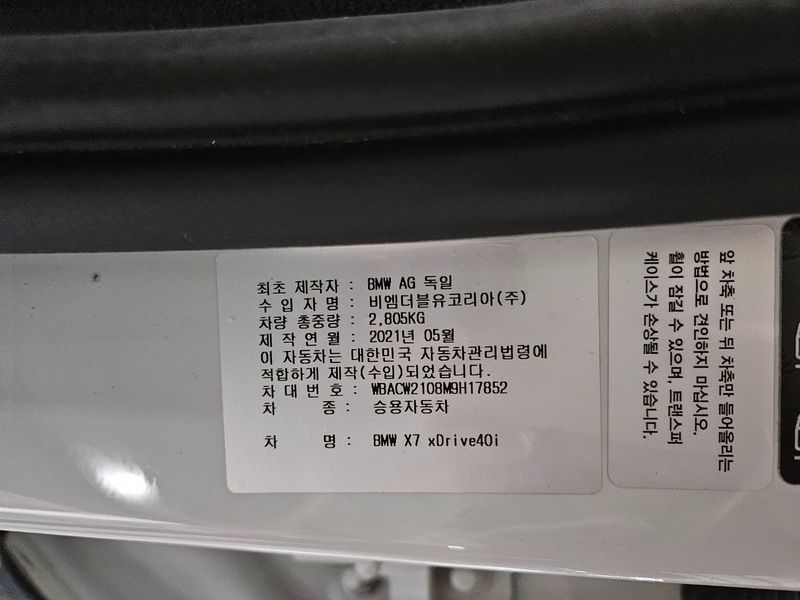 최초 제작자 : BMW AG 독일
수 입 자 명 : 비엠더블유코리아(주)
차량 총중량 : 2,805KG
제 작 연 월 : 2021년 05월
이 자동차는 대한민국 자동차관리법령에
적합하게 제작(수입)되었습니다.
차 대 번 호 : WBACW2108M9H17852
차 종 : 승용자동차
차 명 : BMW X7 xDrive40i
앞 차축 또는 뒤 차축만 들어올리는
방법으로 견인하지 마십시오.
휠이 잠길 수 있으며, 트랜스퍼
케이스가 손상될 수 있습니다.